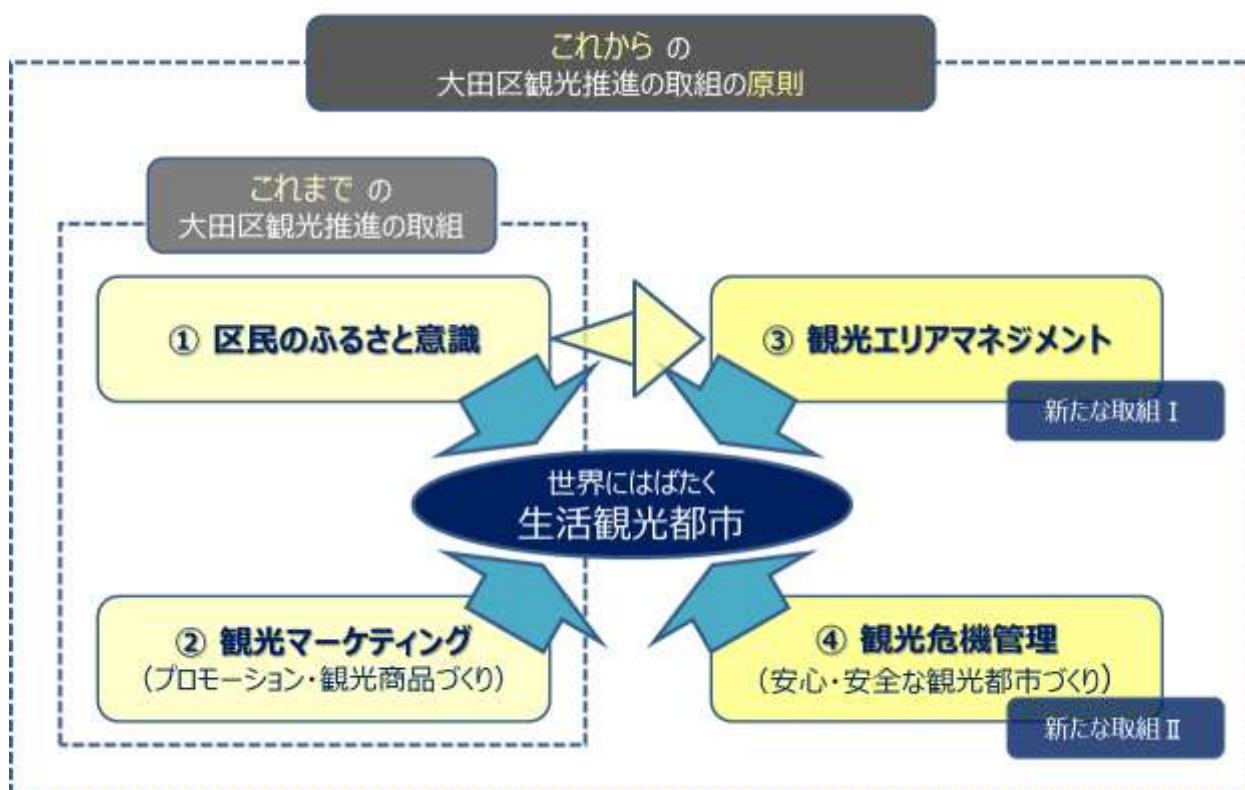 これから の
大田区観光推進の取組の原則
これまで の
大田区観光推進の取組
① 区民のふるさと意識
③ 観光エリアマネジメント
新たな取組Ⅰ
世界にはばたく
生活観光都市
② 観光マーケティング
(プロモーション・観光商品づくり)
④ 観光危機管理
(安心・安全な観光都市づくり)
新たな取組Ⅱ